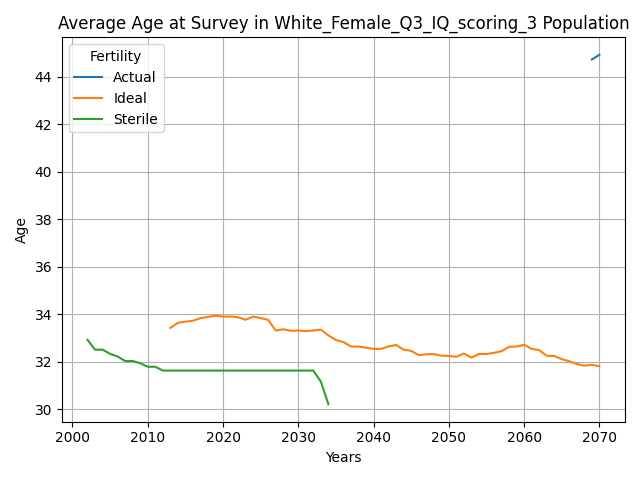 Average Age at Survey in White_Female_Q3_IQ_scoring_3 Population
Fertility
Actual
Ideal
Sterile
Age
44
42
40
38
36
34
32
30
2000 2010 2020 2030 2040 2050 2060 2070
Years